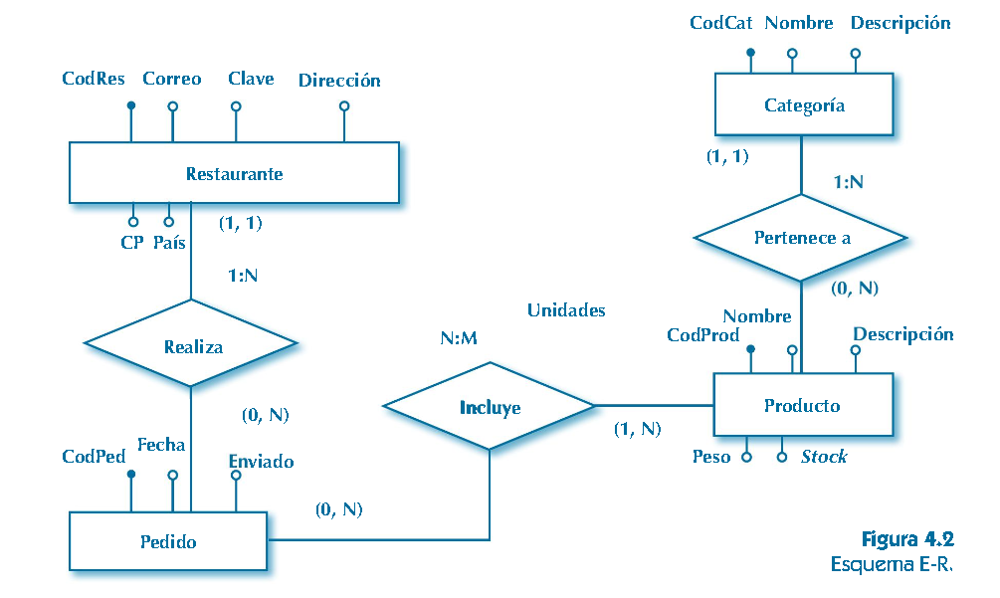 CodCat Nombre Descripción
Categoría
(1, 1)
1:N
Pertenece a
(0, N)
CodRes Correo Clave Dirección
Restaurante
CP País
(1, 1)
1:N
Realiza
(0, N)
CodPed Fecha Enviado
Pedido
(0, N)
N:M
Unidades
Incluye
(1, N)
CodProd Nombre Descripción
Producto
Peso Stock
Figura 4.2
Esquema E-R.